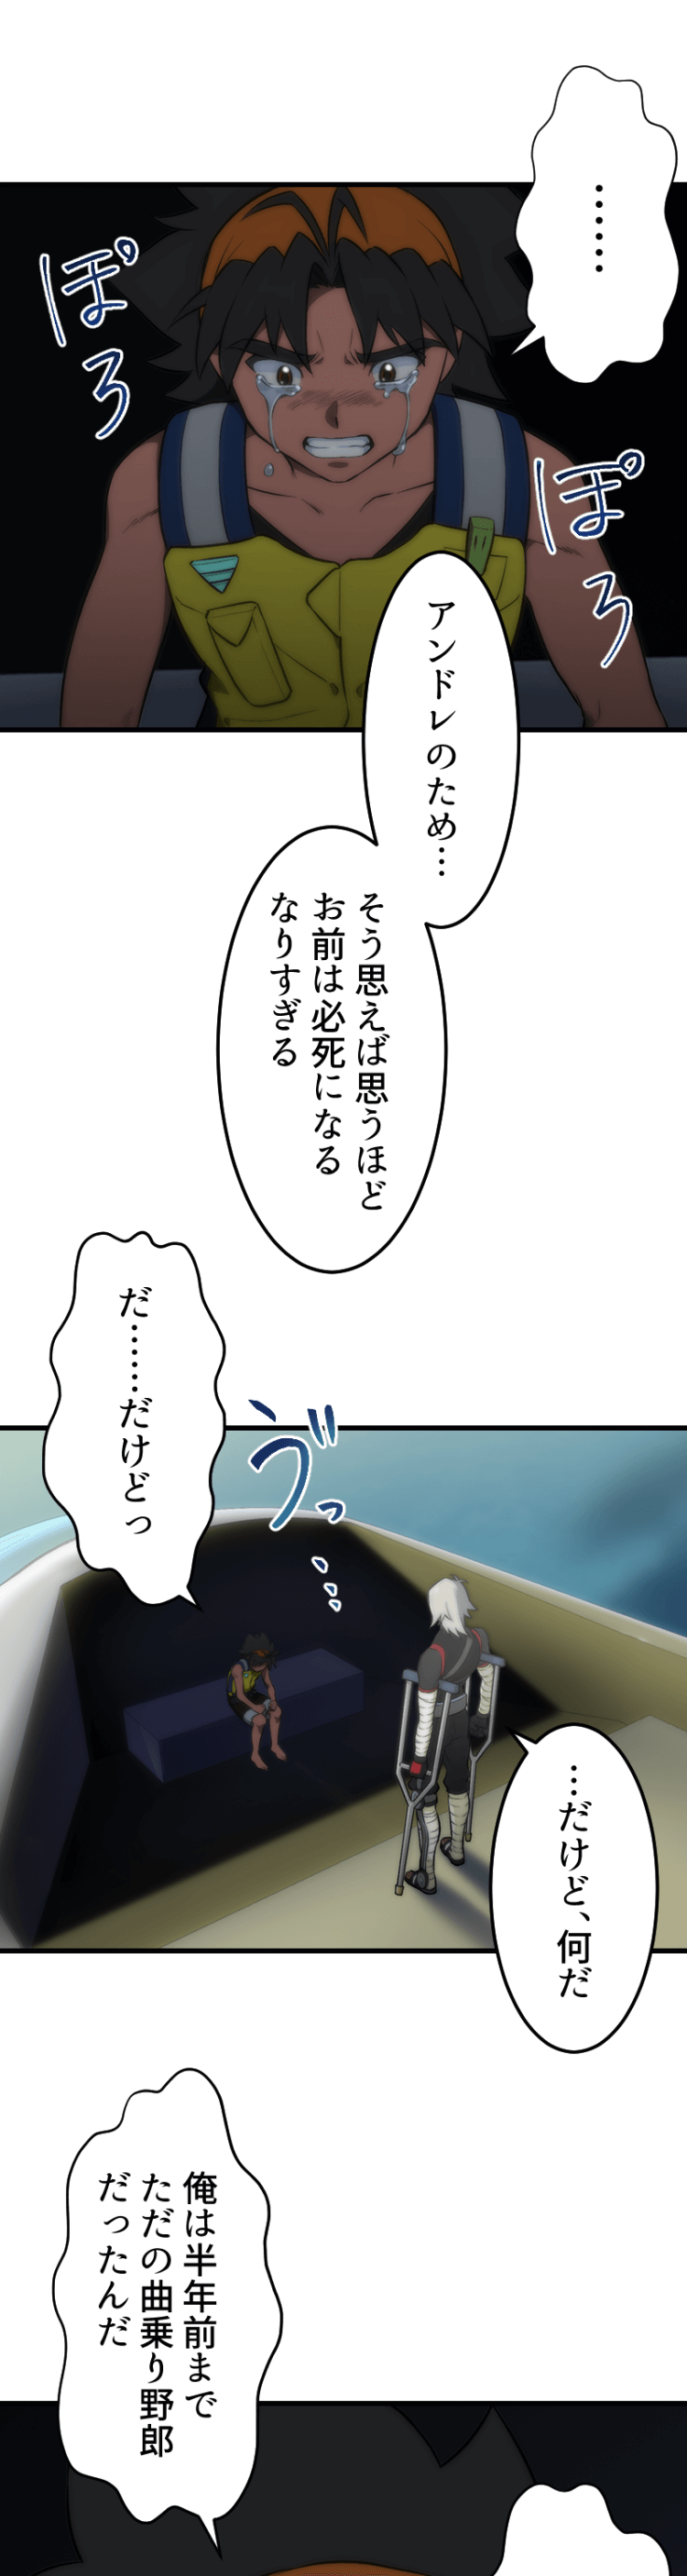 ……
ぽろ
ぽろ
アンドレのため…
そう思えば思うほど
お前は必死になる
なりすぎる
だ……だけどっ
うっ…
…だけど、何だ
俺は半年前まで
ただの曲乗り野郎
だったんだ